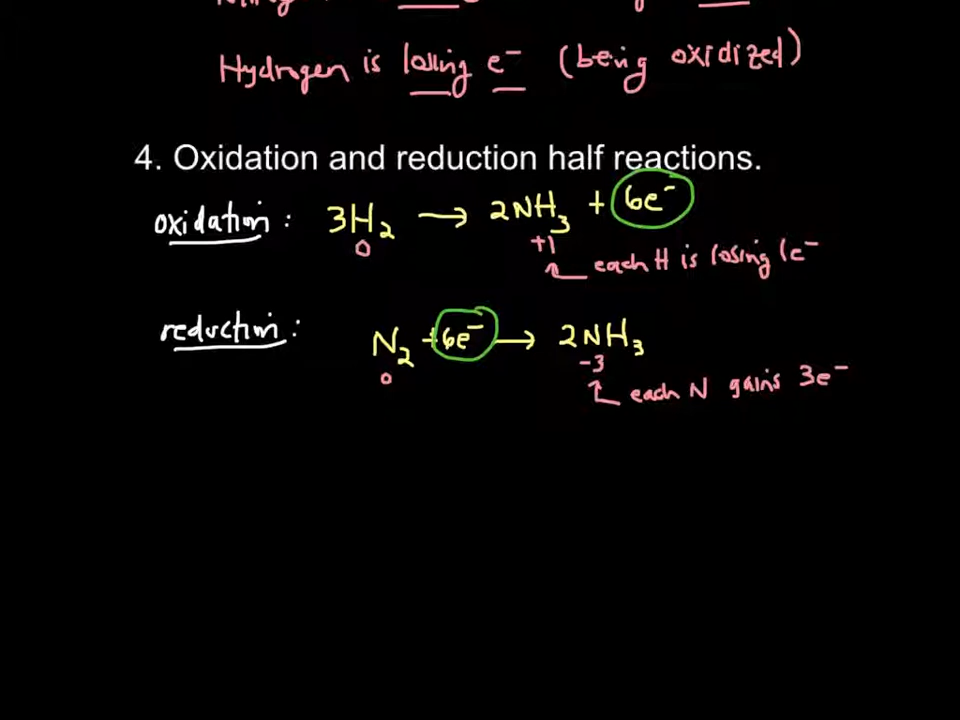 Hydrogen is losing e⁻ (being oxidized)
4. Oxidation and reduction half reactions.
oxidation: 3H₂ → 2NH₃ + 6e⁻
0 +1
each H is losing 1e⁻
reduction: N₂ + 6e⁻ → 2NH₃
0 -3
each N gains 3e⁻